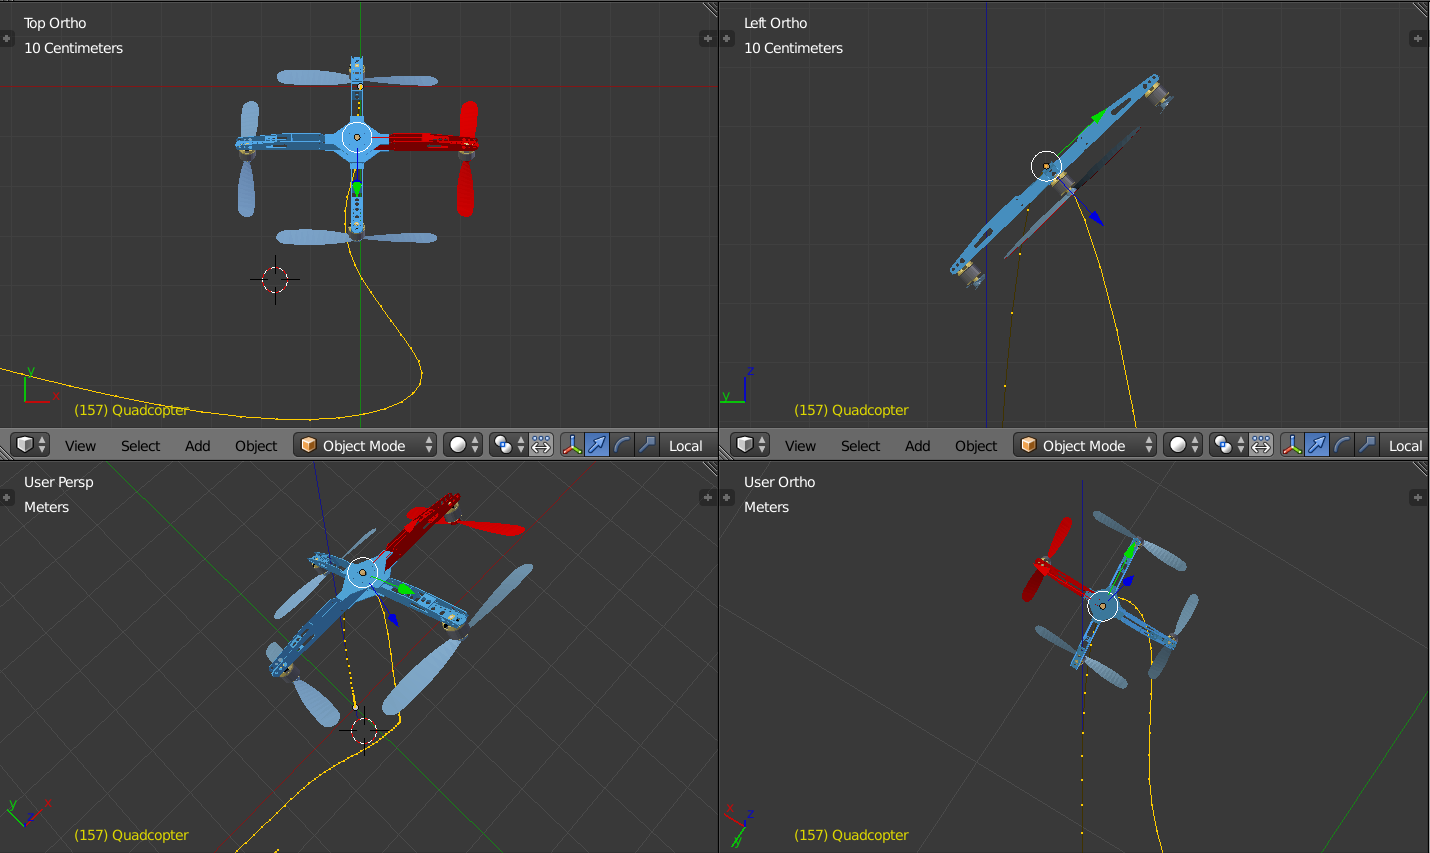 Top Ortho
10 Centimeters
y
x
(157) Quadcopter
View Select Add Object Object Mode Local
Left Ortho
10 Centimeters
z
y
(157) Quadcopter
View Select Add Object Object Mode Local
User Persp
Meters
y
x
z
(157) Quadcopter
User Ortho
Meters
x
z
y
(157) Quadcopter